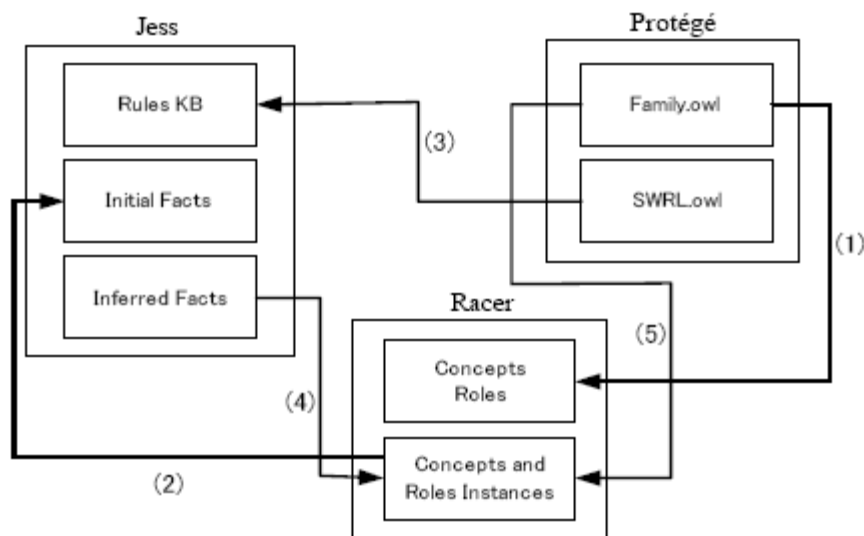 Jess
Protégé
Rules KB
Family.owl
(3)
Initial Facts
SWRL.owl
(1)
Inferred Facts
Racer
(5)
Concepts
Roles
(4)
Concepts and
Roles Instances
(2)